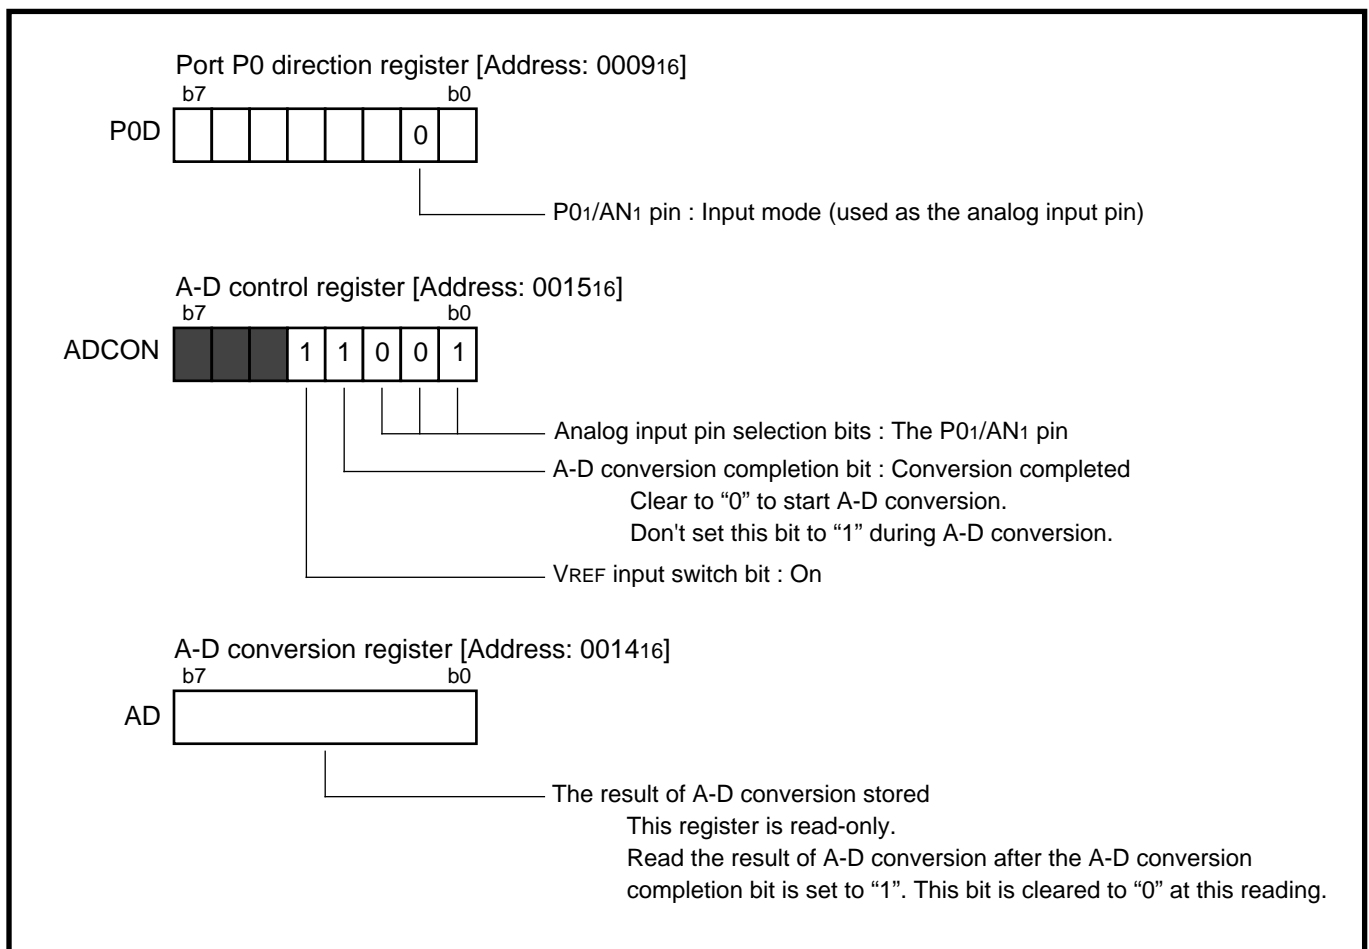 Port P0 direction register [Address: 000916]
b7 b0
P0D 0
P01/AN1 pin : Input mode (used as the analog input pin)
A-D control register [Address: 001516]
b7 b0
ADCON 1 1 0 0 1
Analog input pin selection bits : The P01/AN1 pin
A-D conversion completion bit : Conversion completed
Clear to “0” to start A-D conversion.
Don't set this bit to “1” during A-D conversion.
VREF input switch bit : On
A-D conversion register [Address: 001416]
b7 b0
AD
The result of A-D conversion stored
This register is read-only.
Read the result of A-D conversion after the A-D conversion
completion bit is set to “1”. This bit is cleared to “0” at this reading.